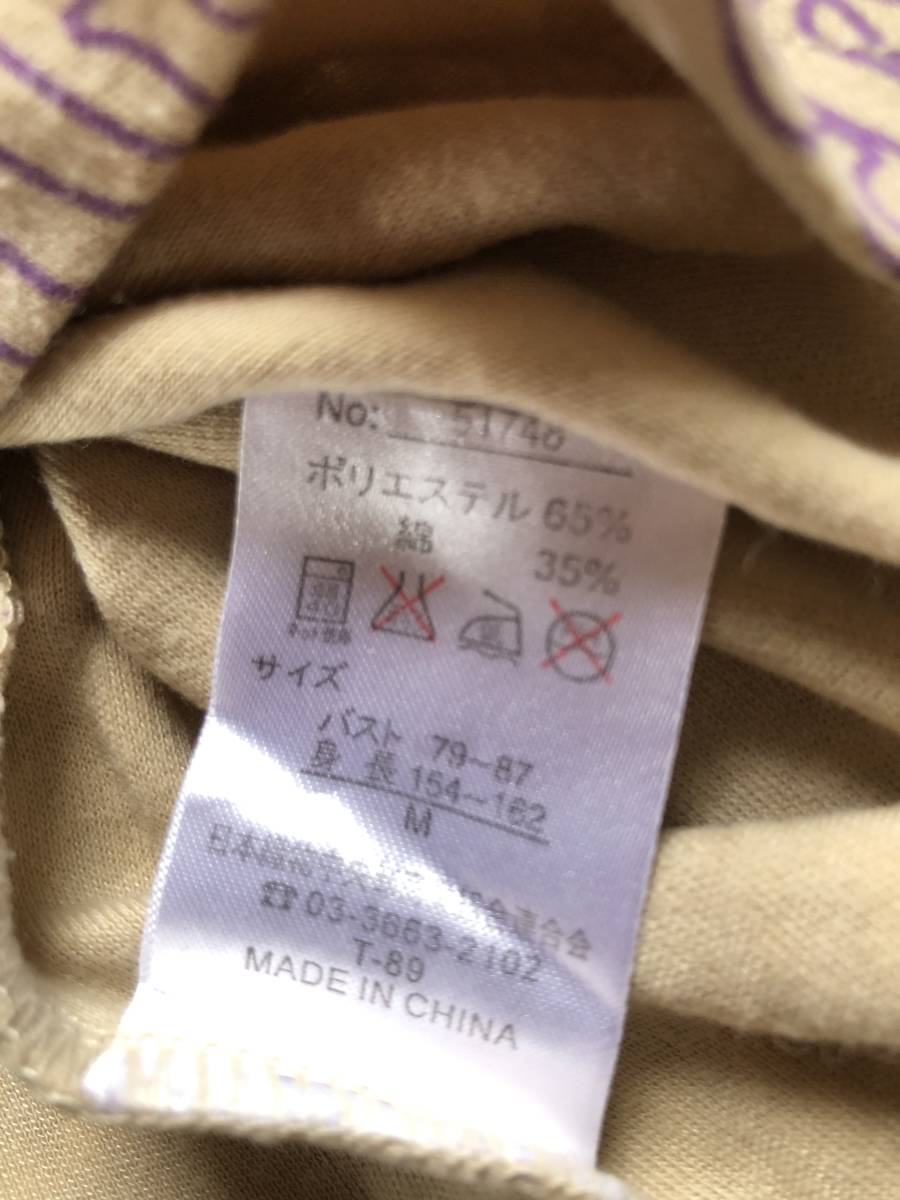 No: 51748
ポリエステル 65%
綿 35%
40
ネット使用
サイズ
バスト 79~87
身長 154~162
M
☎03-3663-2102
T-89
MADE IN CHINA